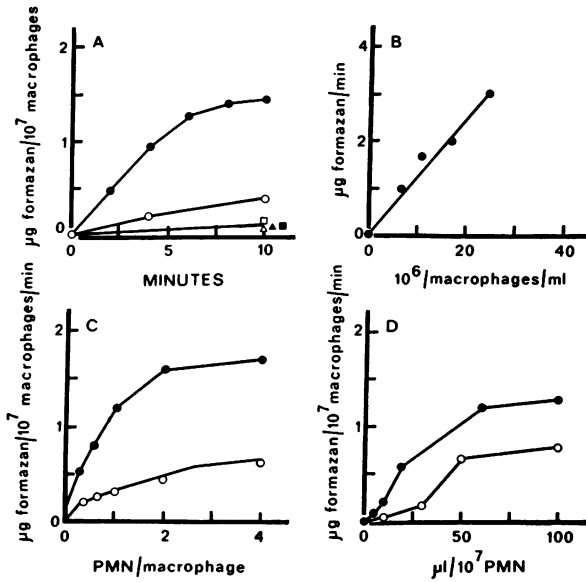 A
µg formazan/10⁷ macrophages
2
1
0
0
5
10
MINUTES
B
µg formazan/min
4
2
0
0
20
40
10⁶/macrophages/ml
C
µg formazan/10⁷ macrophages/min
2
1
0
0
2
4
PMN/macrophage
D
µg formazan/10⁷macrophages/min
2
1
0
0
50
100
µl/10⁷PMN